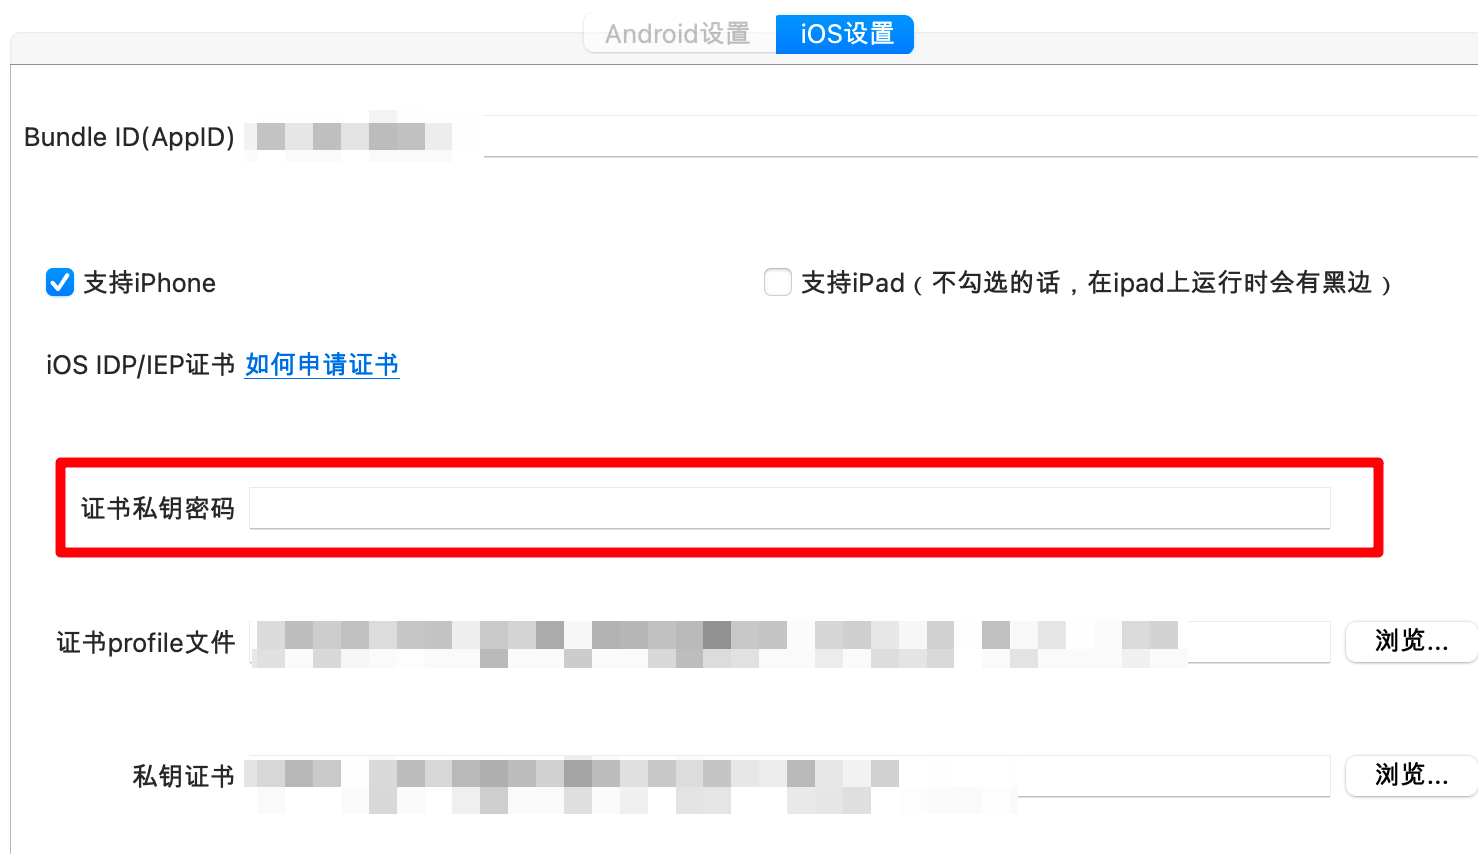 Android设置 iOS设置
Bundle ID(AppID)
支持iPhone 支持iPad（不勾选的话，在ipad上运行时会有黑边）
iOS IDP/IEP证书 如何申请证书
证书私钥密码
证书profile文件 浏览...
私钥证书 浏览...